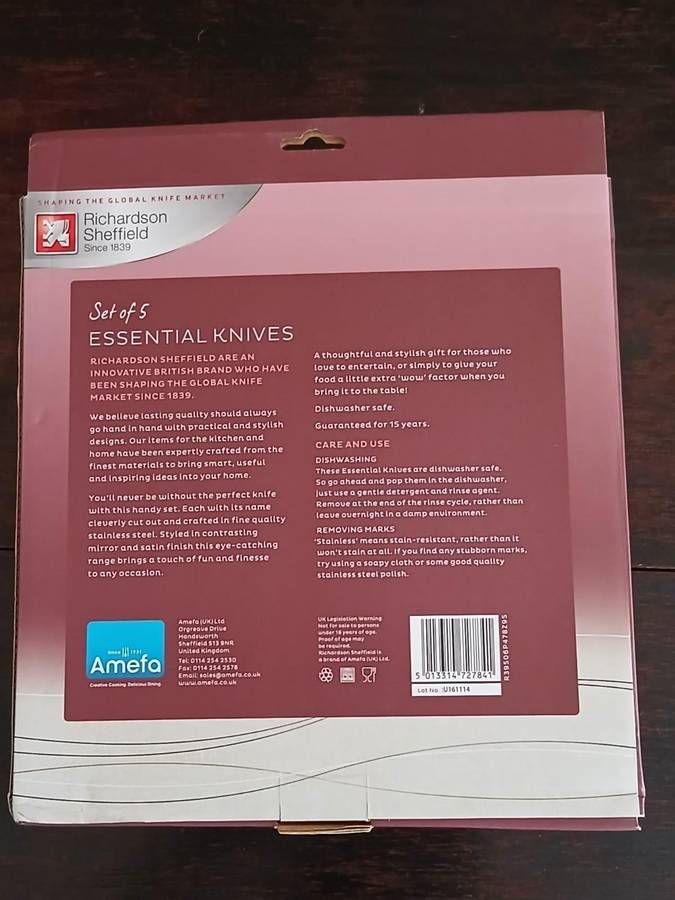 SHAPING THE GLOBAL KNIFE MARKET
Richardson
Sheffield
Since 1839
Set of 5
ESSENTIAL KNIVES
RICHARDSON SHEFFIELD ARE AN
INNOVATIVE BRITISH BRAND WHO HAVE
BEEN SHAPING THE GLOBAL KNIFE
MARKET SINCE 1839.
We believe lasting quality should always
go hand in hand with practical and stylish
designs. Our items for the kitchen and
home have been expertly crafted from the
finest materials to bring smart, useful
and inspiring ideas into your home.
You'll never be without the perfect knife
with this handy set. Each with its name
cleverly cut out and crafted in fine quality
stainless steel. Styled in contrasting
mirror and satin finish this eye-catching
range brings a touch of fun and finesse
to any occasion.
A thoughtful and stylish gift for those who
love to entertain, or simply to give your
food a little extra 'wow' factor when you
bring it to the table!
Dishwasher safe.
Guaranteed for 15 years.
CARE AND USE
DISHWASHING
These Essential Knives are dishwasher safe.
So go ahead and pop them in the dishwasher,
just use a gentle detergent and rinse agent.
Remove at the end of the rinse cycle, rather than
leave overnight in a damp environment.
REMOVING MARKS
'Stainless' means stain-resistant, rather than it
won't stain at all. If you find any stubborn marks,
try using a soapy cloth or some good quality
stainless steel polish.
Since 1931
Amefa
Creative Cooking. Delicious Dining.
Amefa (UK) Ltd
Orgreave Drive
Handsworth
Sheffield S13 9NR
United Kingdom
Tel: 0114 254 2530
Fax: 0114 254 2578
Email: sales@amefa.co.uk
www.amefa.co.uk
UK Legislation Warning
Not for sale to persons
under 18 years of age.
Proof of age may
be required.
Richardson Sheffield is
a brand of Amefa (UK) Ltd.
5 013314 727841
Lot No: U161114
R39506P478Z95